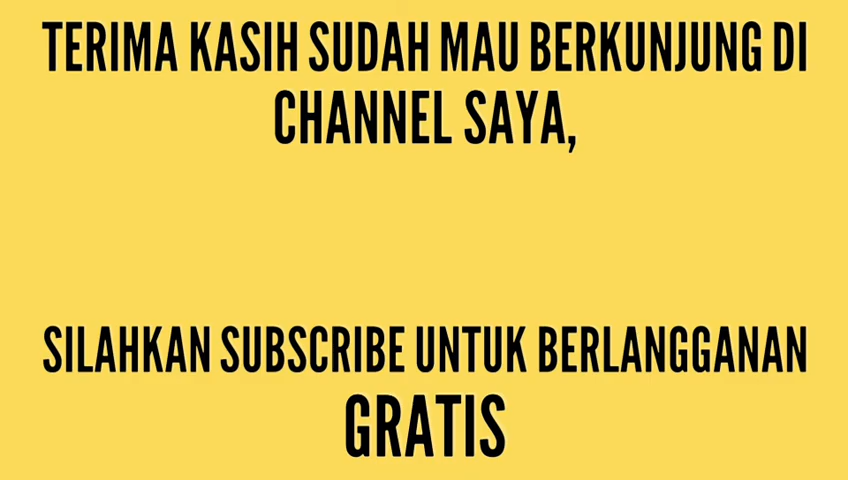 TERIMA KASIH SUDAH MAU BERKUNJUNG DI
CHANNEL SAYA,
SILAHKAN SUBSCRIBE UNTUK BERLANGGANAN
GRATIS